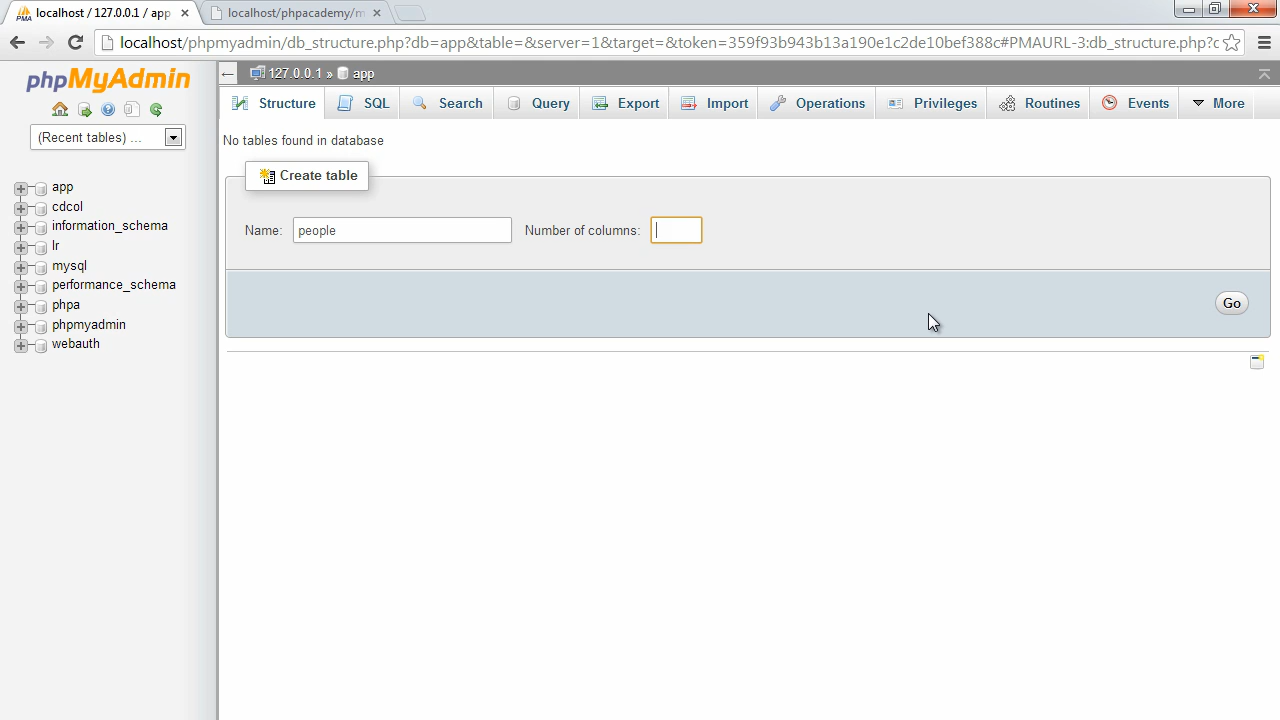 localhost / 127.0.0.1 / app
localhost/phpacademy/m
localhost/phpmyadmin/db_structure.php?db=app&table=&server=1&target=&token=359f93b943b13a190e1c2de10bef388c#PMAURL-3:db_structure.php?c
phpMyAdmin
127.0.0.1 » app
Structure SQL Search Query Export Import Operations Privileges Routines Events More
(Recent tables) ...
No tables found in database
Create table
Name: people Number of columns:
Go
app
cdcol
information_schema
lr
mysql
performance_schema
phpa
phpmyadmin
webauth